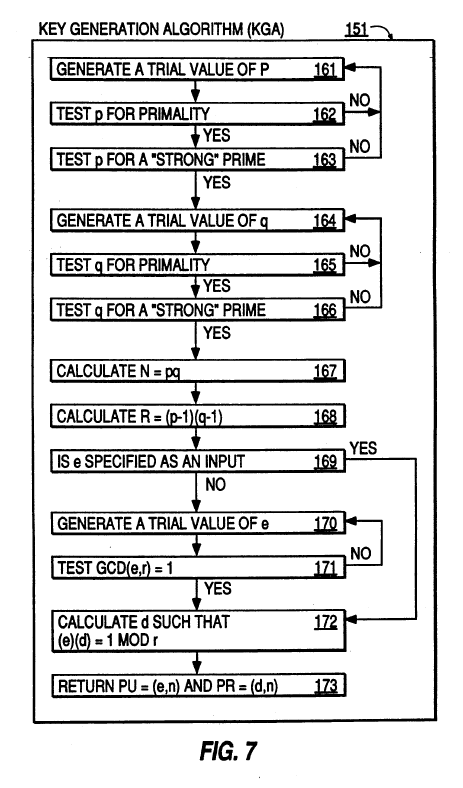 KEY GENERATION ALGORITHM (KGA) 151
GENERATE A TRIAL VALUE OF P 161
NO
TEST p FOR PRIMALITY 162
YES
NO
TEST p FOR A "STRONG" PRIME 163
YES
GENERATE A TRIAL VALUE OF q 164
NO
TEST q FOR PRIMALITY 165
YES
NO
TEST q FOR A "STRONG" PRIME 166
YES
CALCULATE N = pq 167
CALCULATE R = (p-1)(q-1) 168
YES
IS e SPECIFIED AS AN INPUT 169
NO
GENERATE A TRIAL VALUE OF e 170
NO
TEST GCD(e,r) = 1 171
YES
CALCULATE d SUCH THAT 172
(e)(d) = 1 MOD r
RETURN PU = (e,n) AND PR = (d,n) 173
FIG. 7